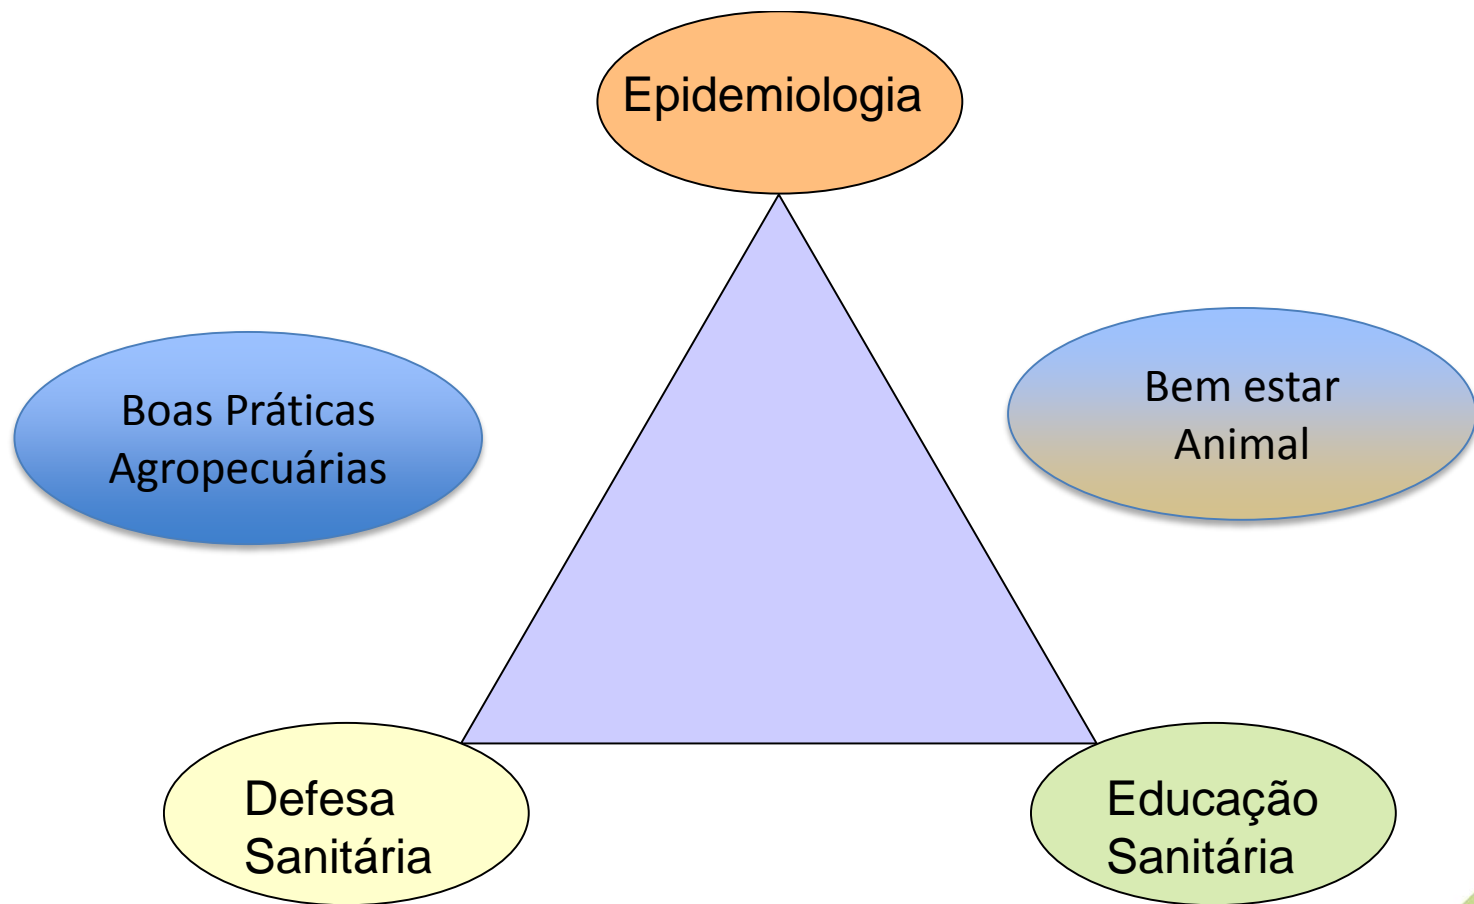 Epidemiologia
Boas Práticas
Agropecuárias
Bem estar
Animal
Defesa
Sanitária
Educação
Sanitária